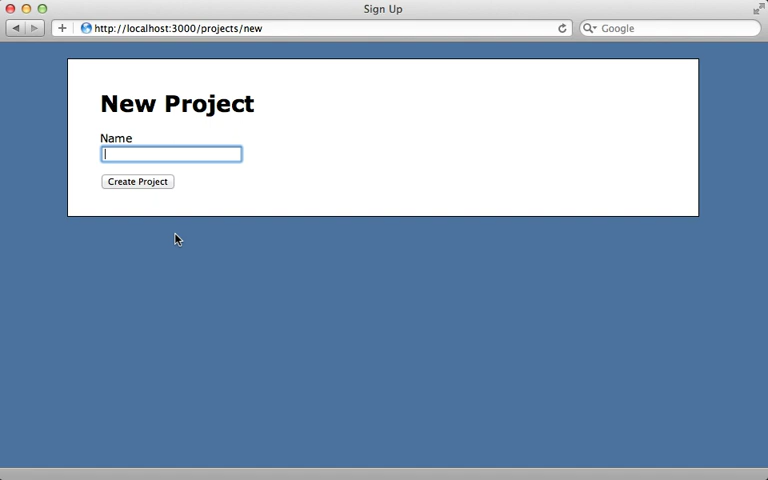 Sign Up
http://localhost:3000/projects/new
Google
New Project
Name
Create Project